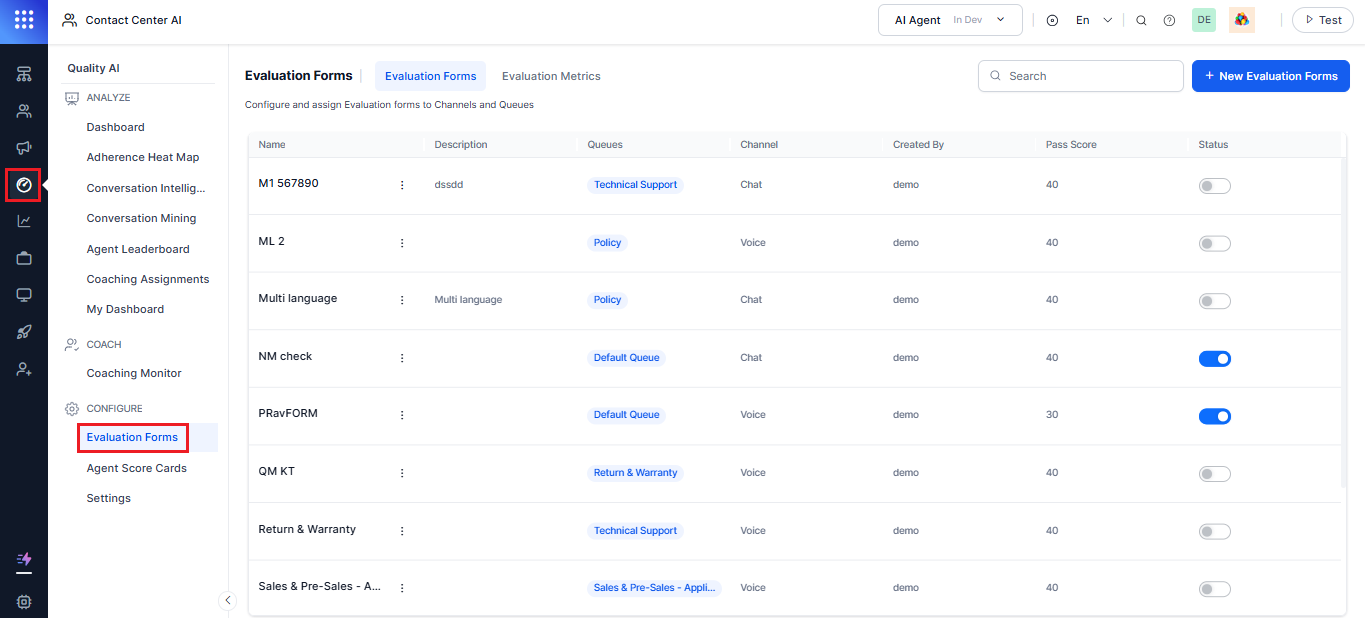 Contact Center AI
AI Agent In Dev
En
DE
Test
Quality AI
ANALYZE
Dashboard
Adherence Heat Map
Conversation Intellig...
Conversation Mining
Agent Leaderboard
Coaching Assignments
My Dashboard
COACH
Coaching Monitor
CONFIGURE
Evaluation Forms
Agent Score Cards
Settings
Evaluation Forms
Evaluation Forms
Evaluation Metrics
Search
+ New Evaluation Forms
Configure and assign Evaluation forms to Channels and Queues
Name Description Queues Channel Created By Pass Score Status
M1 567890 dssdd Technical Support Chat demo 40
ML 2 Policy Voice demo 40
Multi language Multi language Policy Chat demo 40
NM check Default Queue Chat demo 40
PRavFORM Default Queue Voice demo 30
QM KT Return & Warranty Voice demo 40
Return & Warranty Technical Support Voice demo 40
Sales & Pre-Sales - A... Sales & Pre-Sales - Appli... Voice demo 40